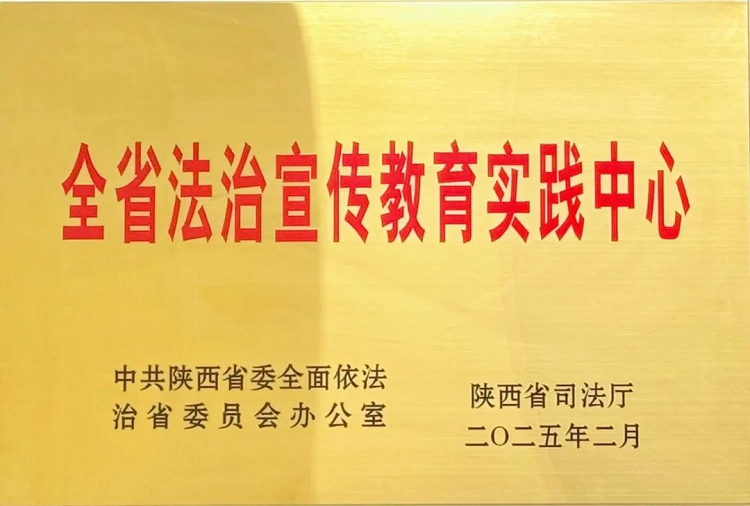 全省法治宣传教育实践中心
中共陕西省委全面依法
治省委员会办公室
陕西省司法厅
二〇二五年二月